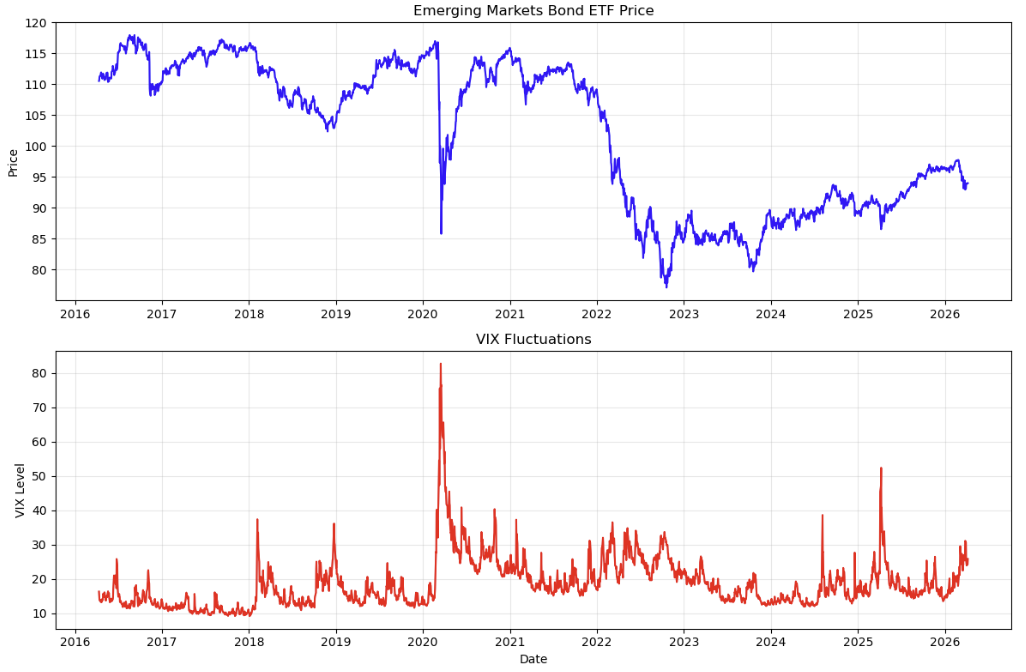 Emerging Markets Bond ETF Price
Price
120
115
110
105
100
95
90
85
80
2016 2017 2018 2019 2020 2021 2022 2023 2024 2025 2026
VIX Fluctuations
VIX Level
80
70
60
50
40
30
20
10
2016 2017 2018 2019 2020 2021 2022 2023 2024 2025 2026
Date